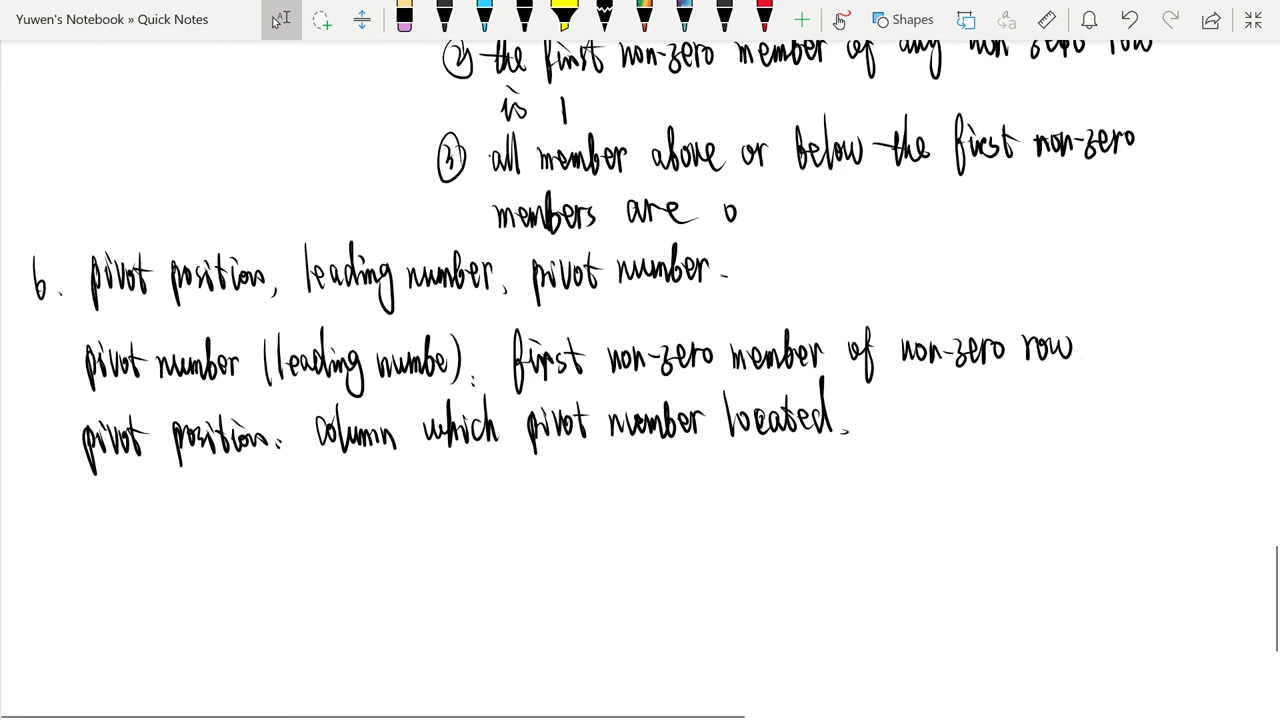 Yuwen's Notebook » Quick Notes
Shapes
② the first non-zero member of any non zero row
is 1
③ all member above or below the first non-zero
members are 0
6. pivot position, leading number, pivot number.
pivot number (leading numbe). first non-zero member of non-zero row
pivot position: column which pivot number located.